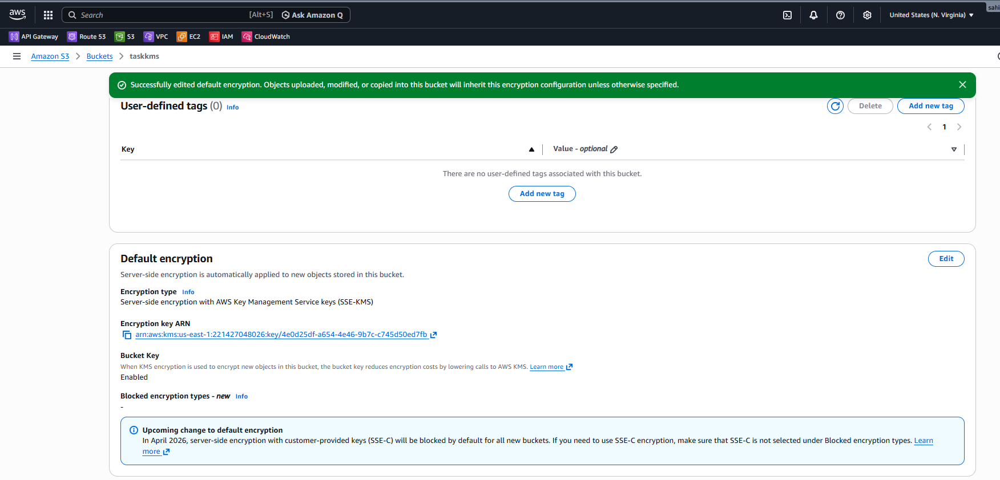 aws
Search
[Alt+S]
Ask Amazon Q
United States (N. Virginia)
sahi
API Gateway
Route 53
S3
VPC
EC2
IAM
CloudWatch
Amazon S3
Buckets
taskkms
Successfully edited default encryption. Objects uploaded, modified, or copied into this bucket will inherit this encryption configuration unless otherwise specified.
User-defined tags (0) Info
Delete
Add new tag
1
Key
Value - optional
There are no user-defined tags associated with this bucket.
Add new tag
Default encryption
Edit
Server-side encryption is automatically applied to new objects stored in this bucket.
Encryption type Info
Server-side encryption with AWS Key Management Service keys (SSE-KMS)
Encryption key ARN
arn:aws:kms:us-east-1:221427048026:key/4e0d25df-a654-4e46-9b7c-c745d50ed7fb
Bucket Key
When KMS encryption is used to encrypt new objects in this bucket, the bucket key reduces encryption costs by lowering calls to AWS KMS. Learn more
Enabled
Blocked encryption types - new Info
-
Upcoming change to default encryption
In April 2026, server-side encryption with customer-provided keys (SSE-C) will be blocked by default for all new buckets. If you need to use SSE-C encryption, make sure that SSE-C is not selected under Blocked encryption types. Learn
more